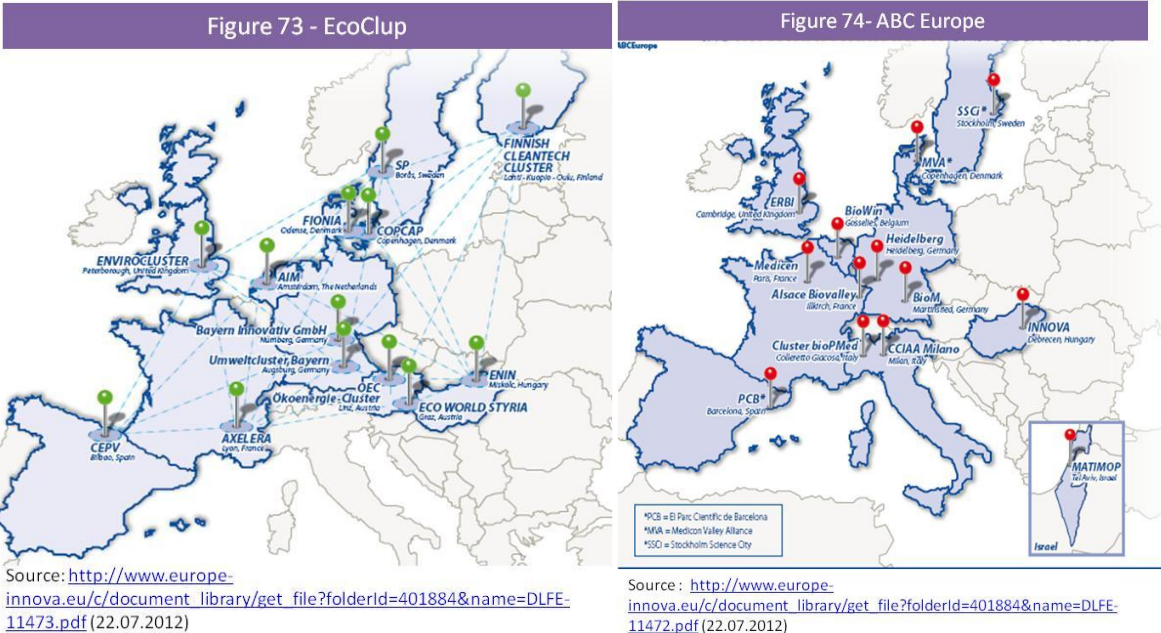 Figure 73 - EcoClup
FINNISH
CLEANTECH
CLUSTER
Lahti - Kuopio - Oulu, Finland
SP
Borås, Sweden
FIONIA
Odense, Denmark
COPCAP
Copenhagen, Denmark
ENVIROCLUSTER
Peterborough, United Kingdom
AIM
Amsterdam, The Netherlands
Bayern Innovativ GmbH
Nürnberg, Germany
Umweltcluster Bayern
Augsburg, Germany
OEC
Ökoenergie-Cluster
Linz, Austria
ENIN
Miskolc, Hungary
ECO WORLD STYRIA
Graz, Austria
AXELERA
Lyon, France
CEPV
Bilbao, Spain
Source: http://www.europe-
innova.eu/c/document_library/get_file?folderId=401884&name=DLFE-
11473.pdf (22.07.2012)
Figure 74- ABC Europe
ABCEurope
SSCi*
Stockholm, Sweden
MVA*
Copenhagen, Denmark
ERBI
Cambridge, United Kingdom
BioWin
Gosselies, Belgium
Heidelberg
Heidelberg, Germany
Medicen
Paris, France
Alsace Biovalley
Illkirch, France
BioM
Martinsried, Germany
INNOVA
Debrecen, Hungary
Cluster bioPMed
Colleretto Giacosa, Italy
CCIAA Milano
Milan, Italy
PCB*
Barcelona, Spain
MATIMOP
Tel Aviv, Israel
Israel
*PCB = El Parc Científic de Barcelona
*MVA = Medicon Valley Alliance
*SSCi = Stockholm Science City
Source : http://www.europe-
innova.eu/c/document_library/get_file?folderId=401884&name=DLFE-
11472.pdf (22.07.2012)